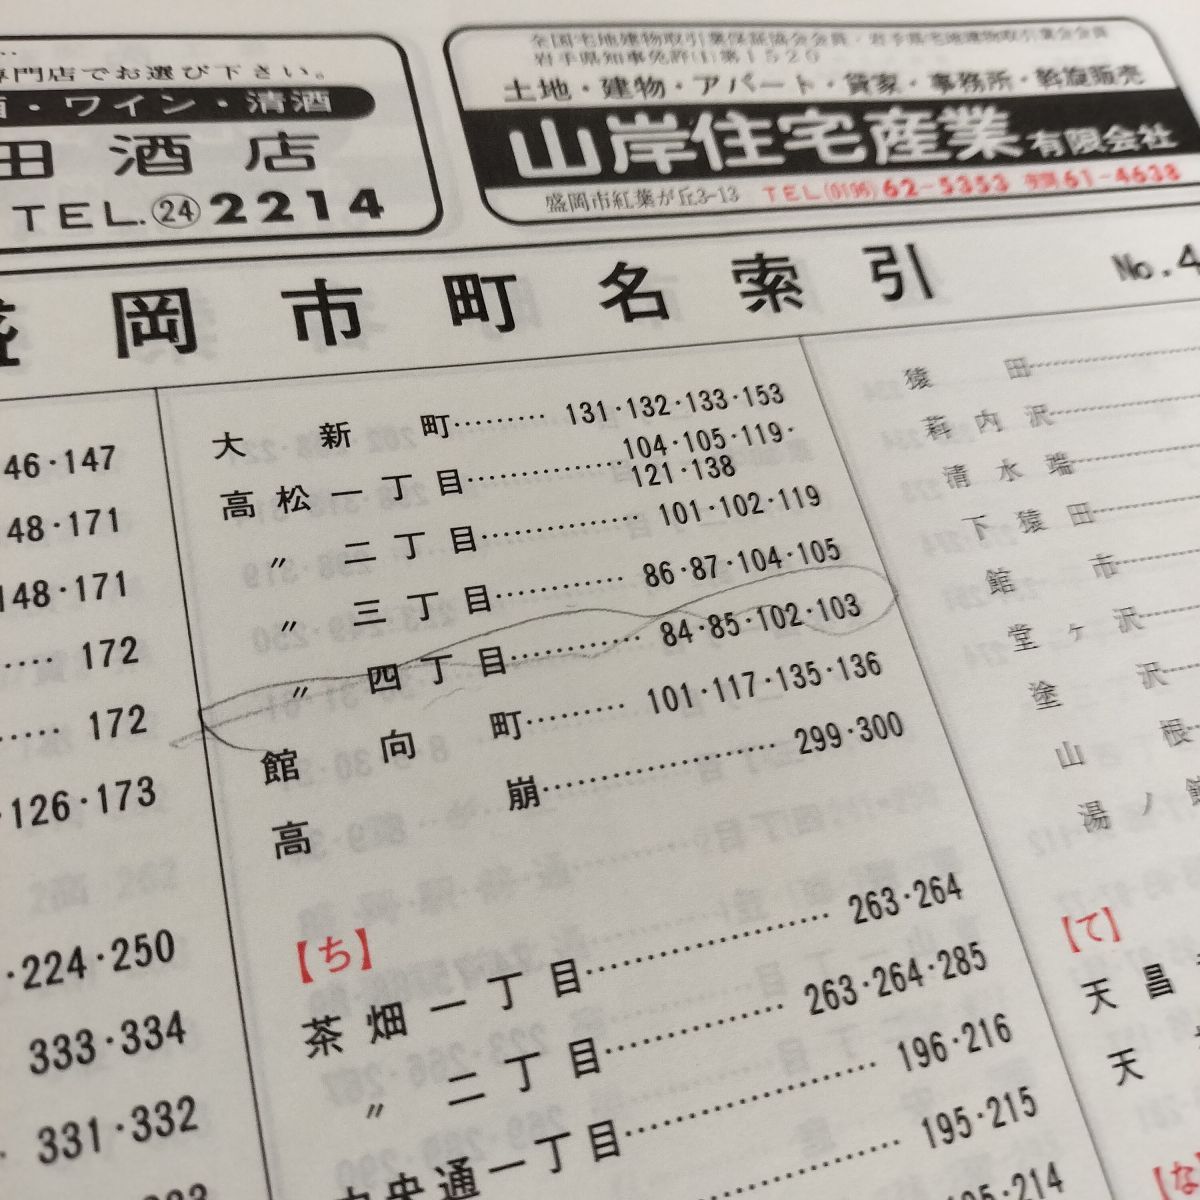 専門店でお選び下さい。
・ワイン・清酒
田酒店
TEL.㉔2214
全国宅地建物取引業保証協会会員・岩手県宅地建物取引業会会員
岩手県知事免許(1)第1520
土地・建物・アパート・貸家・事務所・斡旋販売
山岸住宅産業有限会社
盛岡市紅葉が丘3-13 TEL(0196)62-5353 61-4638
盛岡市町名索引
No.4
46・147
48・171
148・171
172
172
・126・173
・224・250
333・334
331・332
大新町……… 131・132・133・153
高松一丁目……………104・105・119・
121・138
〃 二丁目…………… 101・102・119
〃 三丁目………… 86・87・104・105
〃 四丁目………… 84・85・102・103
館向町……… 101・117・135・136
高崩………………… 299・300
【ち】
茶畑一丁目………………… 263・264
〃 二丁目…………… 263・264・285
中央通一丁目………………… 196・216
195・215
・214
猿田
萪内沢
清水端
下猿田
館市
堂ヶ沢
塗沢
山根
湯ノ館
【て】
天昌
天
【な】